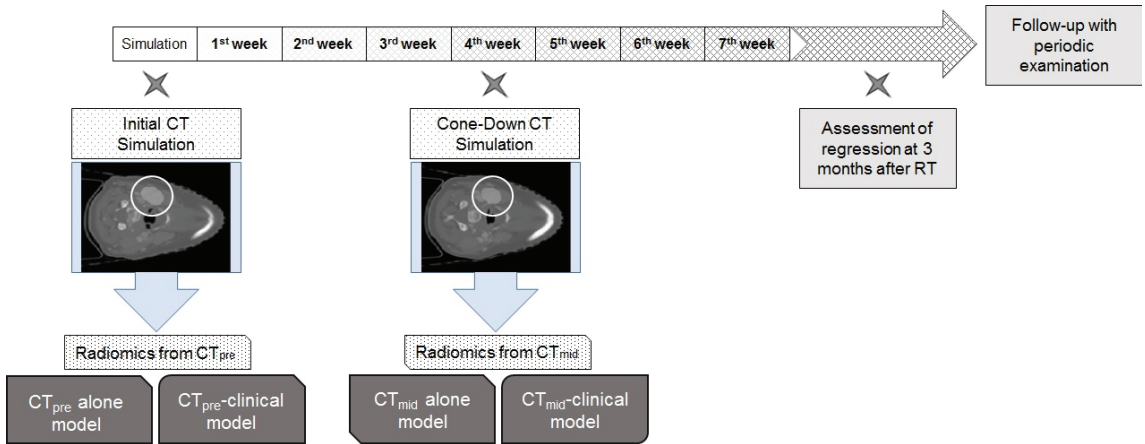 Simulation 1st week 2nd week 3rd week 4th week 5th week 6th week 7th week
Follow-up with
periodic
examination
Initial CT
Simulation
Cone-Down CT
Simulation
Assessment of
regression at 3
months after RT
Radiomics from CTpre
Radiomics from CTmid
CTpre alone
model
CTpre-clinical
model
CTmid alone
model
CTmid-clinical
model